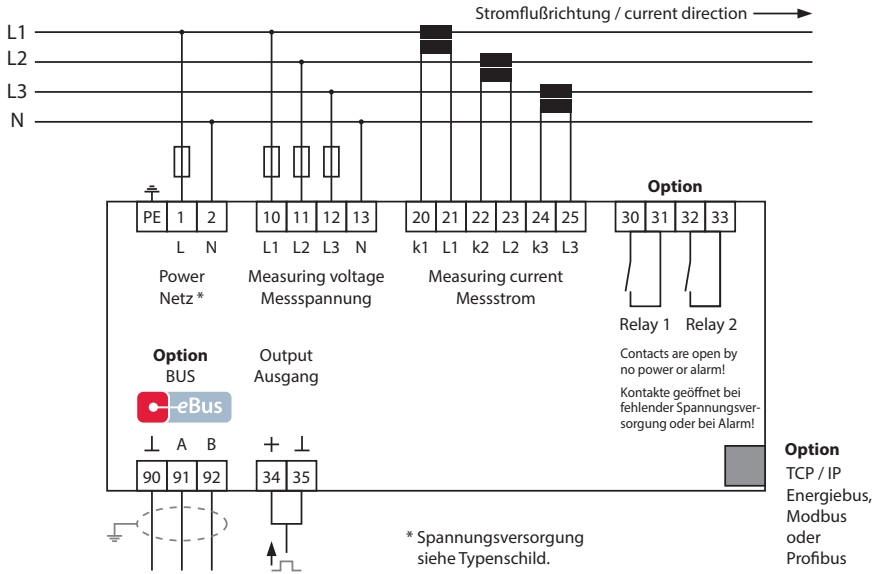 Stromflußrichtung / current direction
L1
L2
L3
N
Option
PE 1 2 10 11 12 13 20 21 22 23 24 25 30 31 32 33
L N L1 L2 L3 N k1 L1 k2 L2 k3 L3
Power
Netz *
Measuring voltage
Messspannung
Measuring current
Messstrom
Relay 1 Relay 2
Contacts are open by
no power or alarm!
Kontakte geöffnet bei
fehlender Spannungsver-
sorgung oder bei Alarm!
Option
BUS
eBus
Output
Ausgang
⊥ A B + ⊥
90 91 92 34 35
* Spannungsversorgung
siehe Typenschild.
Option
TCP / IP
Energiebus,
Modbus
oder
Profibus